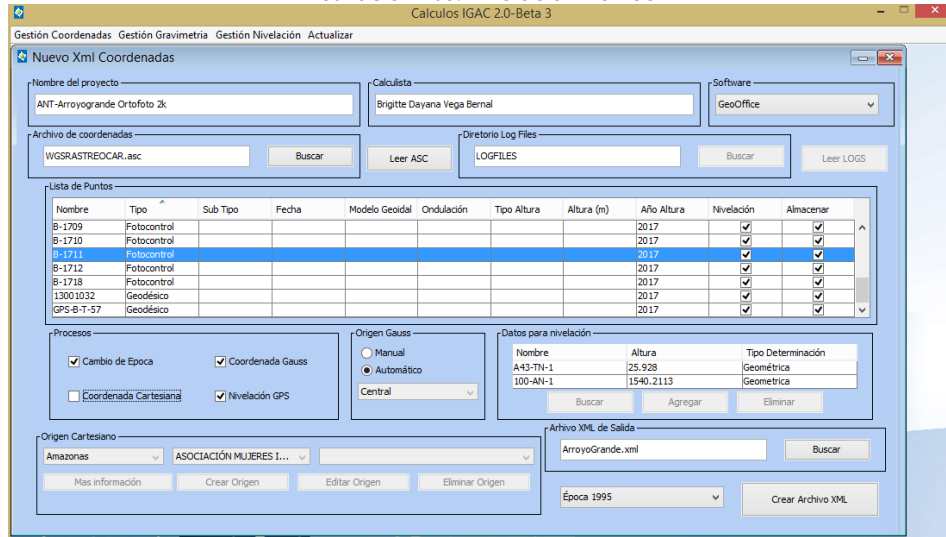 Calculos IGAC 2.0-Beta 3
Gestión Coordenadas Gestión Gravimetria Gestión Nivelación Actualizar
Nuevo Xml Coordenadas
Nombre del proyecto Calculista Software
ANT-Arroyogrande Ortofoto 2k Brigitte Dayana Vega Bernal GeoOffice
Archivo de coordenadas Diretorio Log Files
WGSRASTREOCAR.asc Buscar Leer ASC LOGFILES Buscar Leer LOGS
Lista de Puntos
Nombre Tipo Sub Tipo Fecha Modelo Geoidal Ondulación Tipo Altura Altura (m) Año Altura Nivelación Almacenar
B-1709 Fotocontrol 2017
B-1710 Fotocontrol 2017
B-1711 Fotocontrol 2017
B-1712 Fotocontrol 2017
B-1718 Fotocontrol 2017
13001032 Geodésico 2017
GPS-B-T-57 Geodésico 2017
Procesos Origen Gauss Datos para nivelación
Cambio de Epoca Coordenada Gauss Manual Nombre Altura Tipo Determinación
Automático A43-TN-1 25.928 Geométrica
100-AN-1 1540.2113 Geometrica
Coordenada Cartesiana Nivelación GPS Central Buscar Agregar Eliminar
Origen Cartesiano Arhivo XML de Salida
Amazonas ASOCIACIÓN MUJERES I... ArroyoGrande.xml Buscar
Mas información Crear Origen Editar Origen Eliminar Origen
Época 1995 Crear Archivo XML